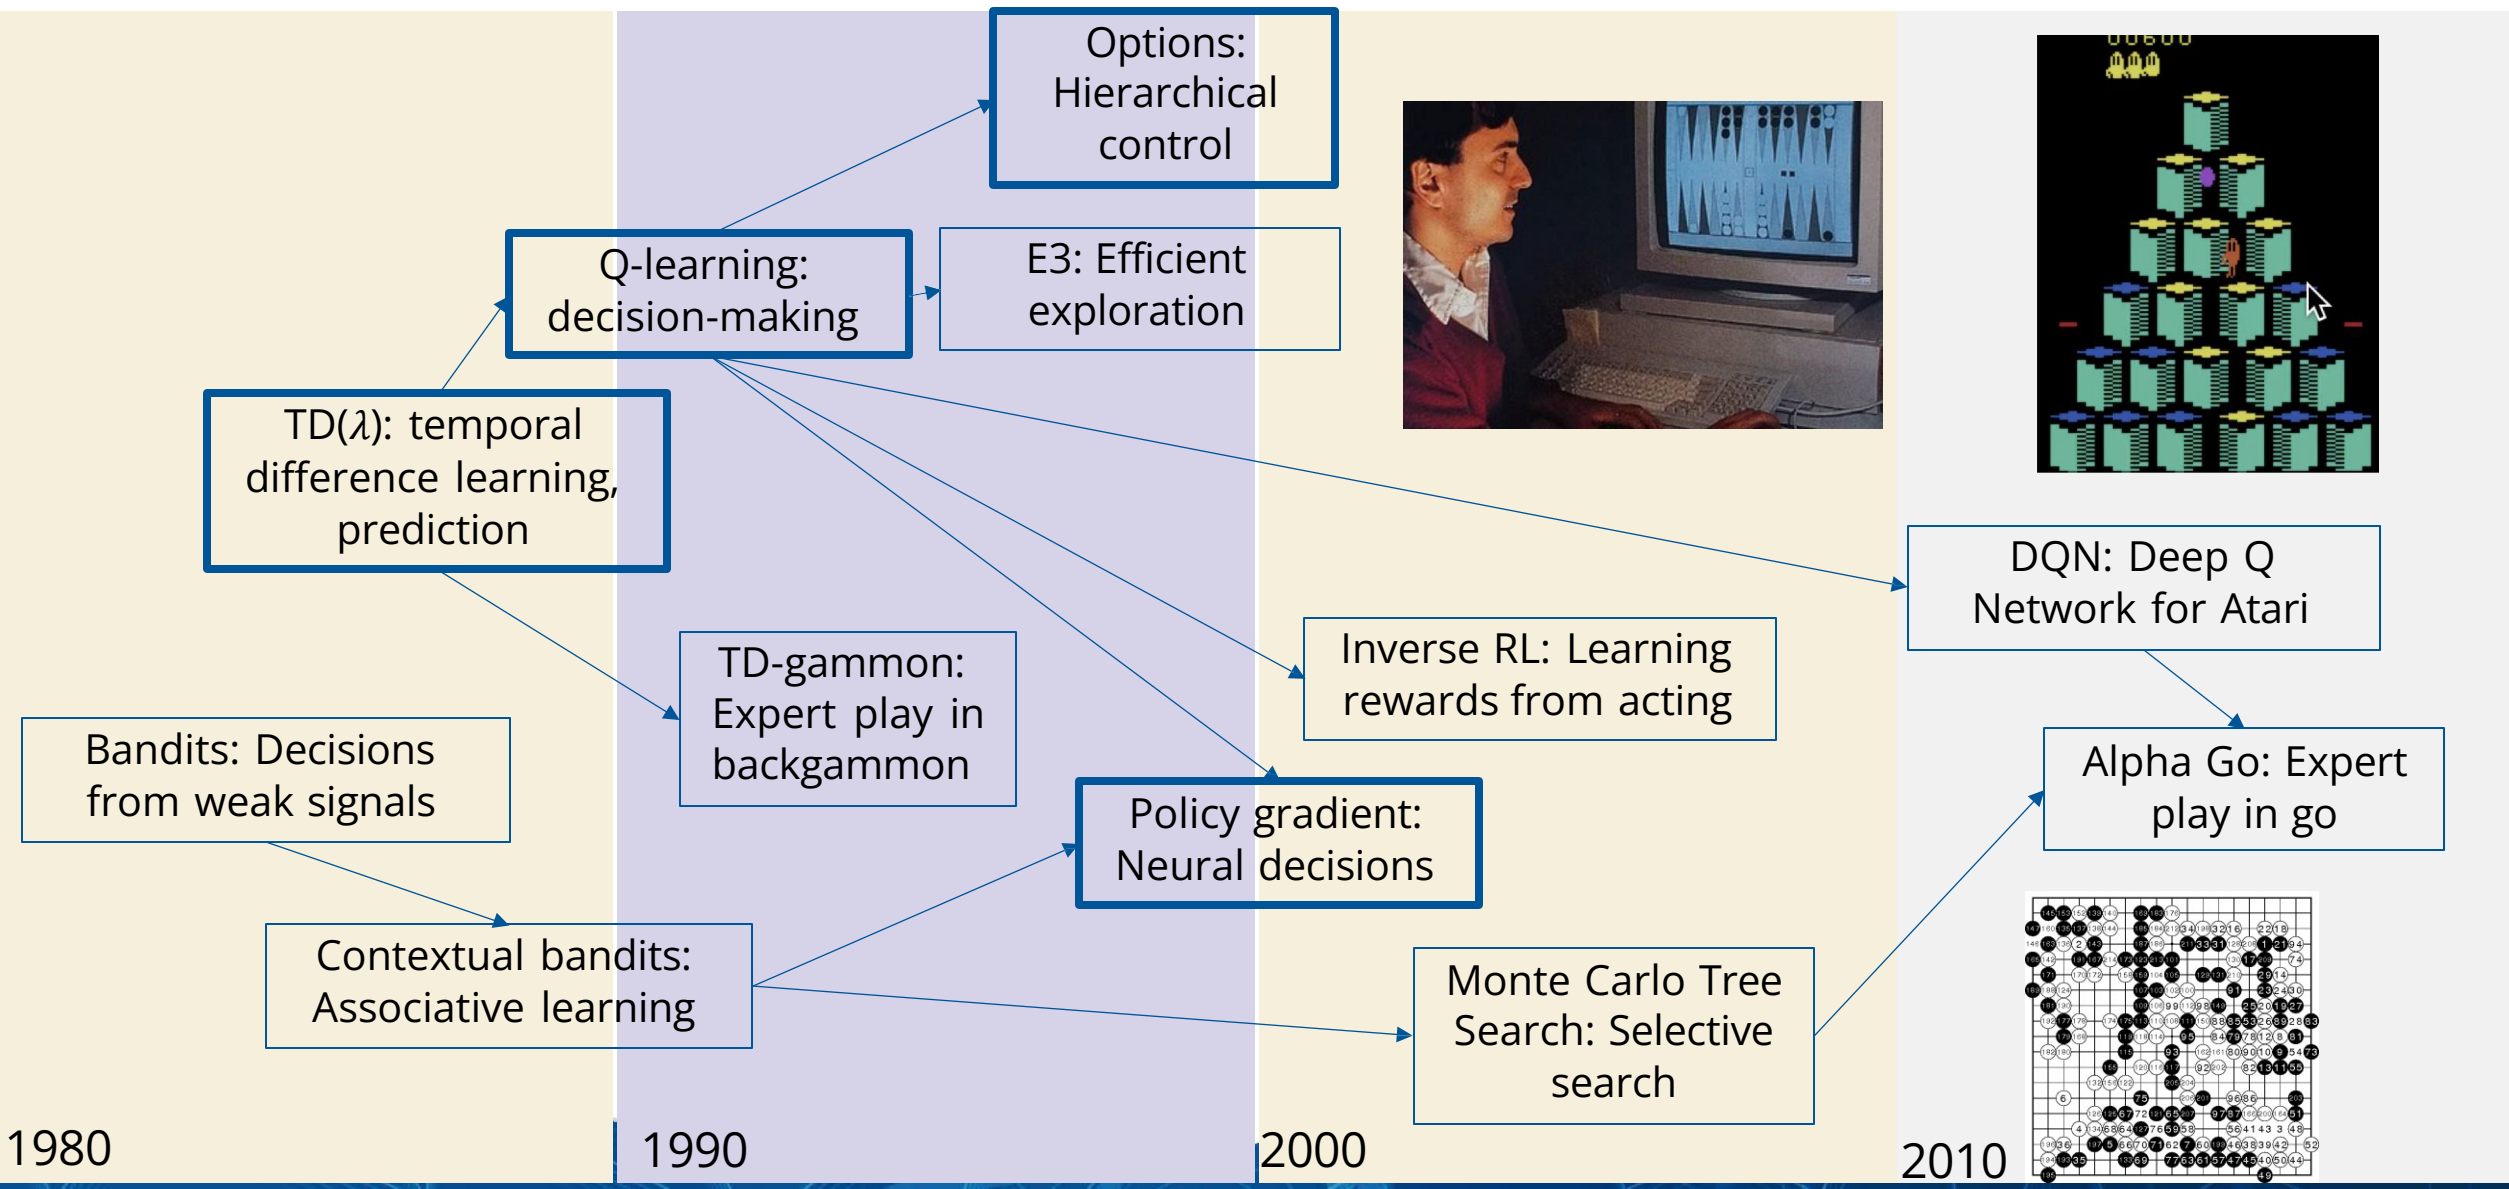 Options:
Hierarchical
control
Q-learning:
decision-making
E3: Efficient
exploration
TD(λ): temporal
difference learning,
prediction
DQN: Deep Q
Network for Atari
TD-gammon:
Expert play in
backgammon
Inverse RL: Learning
rewards from acting
Bandits: Decisions
from weak signals
Policy gradient:
Neural decisions
Alpha Go: Expert
play in go
Contextual bandits:
Associative learning
Monte Carlo Tree
Search: Selective
search
1980
1990
2000
2010